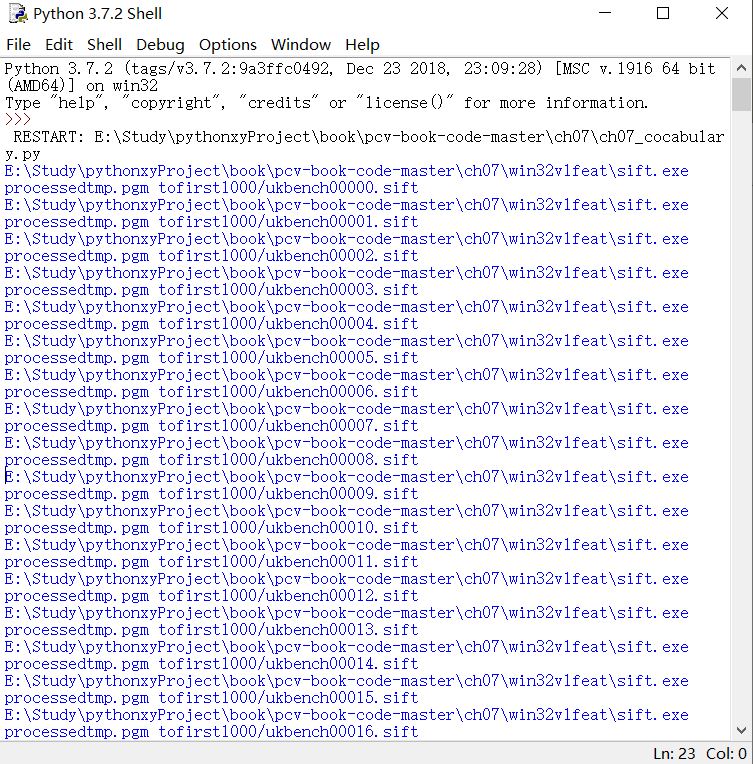 Python 3.7.2 Shell
File Edit Shell Debug Options Window Help
Python 3.7.2 (tags/v3.7.2:9a3ffc0492, Dec 23 2018, 23:09:28) [MSC v.1916 64 bit
(AMD64)] on win32
Type "help", "copyright", "credits" or "license()" for more information.
>>>
RESTART: E:\Study\pythonxyProject\book\pcv-book-code-master\ch07\ch07_cocabular
y.py
E:\Study\pythonxyProject\book\pcv-book-code-master\ch07\win32vlfeat\sift.exe
processedtmp.pgm tofirst1000/ukbench00000.sift
E:\Study\pythonxyProject\book\pcv-book-code-master\ch07\win32vlfeat\sift.exe
processedtmp.pgm tofirst1000/ukbench00001.sift
E:\Study\pythonxyProject\book\pcv-book-code-master\ch07\win32vlfeat\sift.exe
processedtmp.pgm tofirst1000/ukbench00002.sift
E:\Study\pythonxyProject\book\pcv-book-code-master\ch07\win32vlfeat\sift.exe
processedtmp.pgm tofirst1000/ukbench00003.sift
E:\Study\pythonxyProject\book\pcv-book-code-master\ch07\win32vlfeat\sift.exe
processedtmp.pgm tofirst1000/ukbench00004.sift
E:\Study\pythonxyProject\book\pcv-book-code-master\ch07\win32vlfeat\sift.exe
processedtmp.pgm tofirst1000/ukbench00005.sift
E:\Study\pythonxyProject\book\pcv-book-code-master\ch07\win32vlfeat\sift.exe
processedtmp.pgm tofirst1000/ukbench00006.sift
E:\Study\pythonxyProject\book\pcv-book-code-master\ch07\win32vlfeat\sift.exe
processedtmp.pgm tofirst1000/ukbench00007.sift
E:\Study\pythonxyProject\book\pcv-book-code-master\ch07\win32vlfeat\sift.exe
processedtmp.pgm tofirst1000/ukbench00008.sift
E:\Study\pythonxyProject\book\pcv-book-code-master\ch07\win32vlfeat\sift.exe
processedtmp.pgm tofirst1000/ukbench00009.sift
E:\Study\pythonxyProject\book\pcv-book-code-master\ch07\win32vlfeat\sift.exe
processedtmp.pgm tofirst1000/ukbench00010.sift
E:\Study\pythonxyProject\book\pcv-book-code-master\ch07\win32vlfeat\sift.exe
processedtmp.pgm tofirst1000/ukbench00011.sift
E:\Study\pythonxyProject\book\pcv-book-code-master\ch07\win32vlfeat\sift.exe
processedtmp.pgm tofirst1000/ukbench00012.sift
E:\Study\pythonxyProject\book\pcv-book-code-master\ch07\win32vlfeat\sift.exe
processedtmp.pgm tofirst1000/ukbench00013.sift
E:\Study\pythonxyProject\book\pcv-book-code-master\ch07\win32vlfeat\sift.exe
processedtmp.pgm tofirst1000/ukbench00014.sift
E:\Study\pythonxyProject\book\pcv-book-code-master\ch07\win32vlfeat\sift.exe
processedtmp.pgm tofirst1000/ukbench00015.sift
E:\Study\pythonxyProject\book\pcv-book-code-master\ch07\win32vlfeat\sift.exe
processedtmp.pgm tofirst1000/ukbench00016.sift
Ln: 23 Col: 0